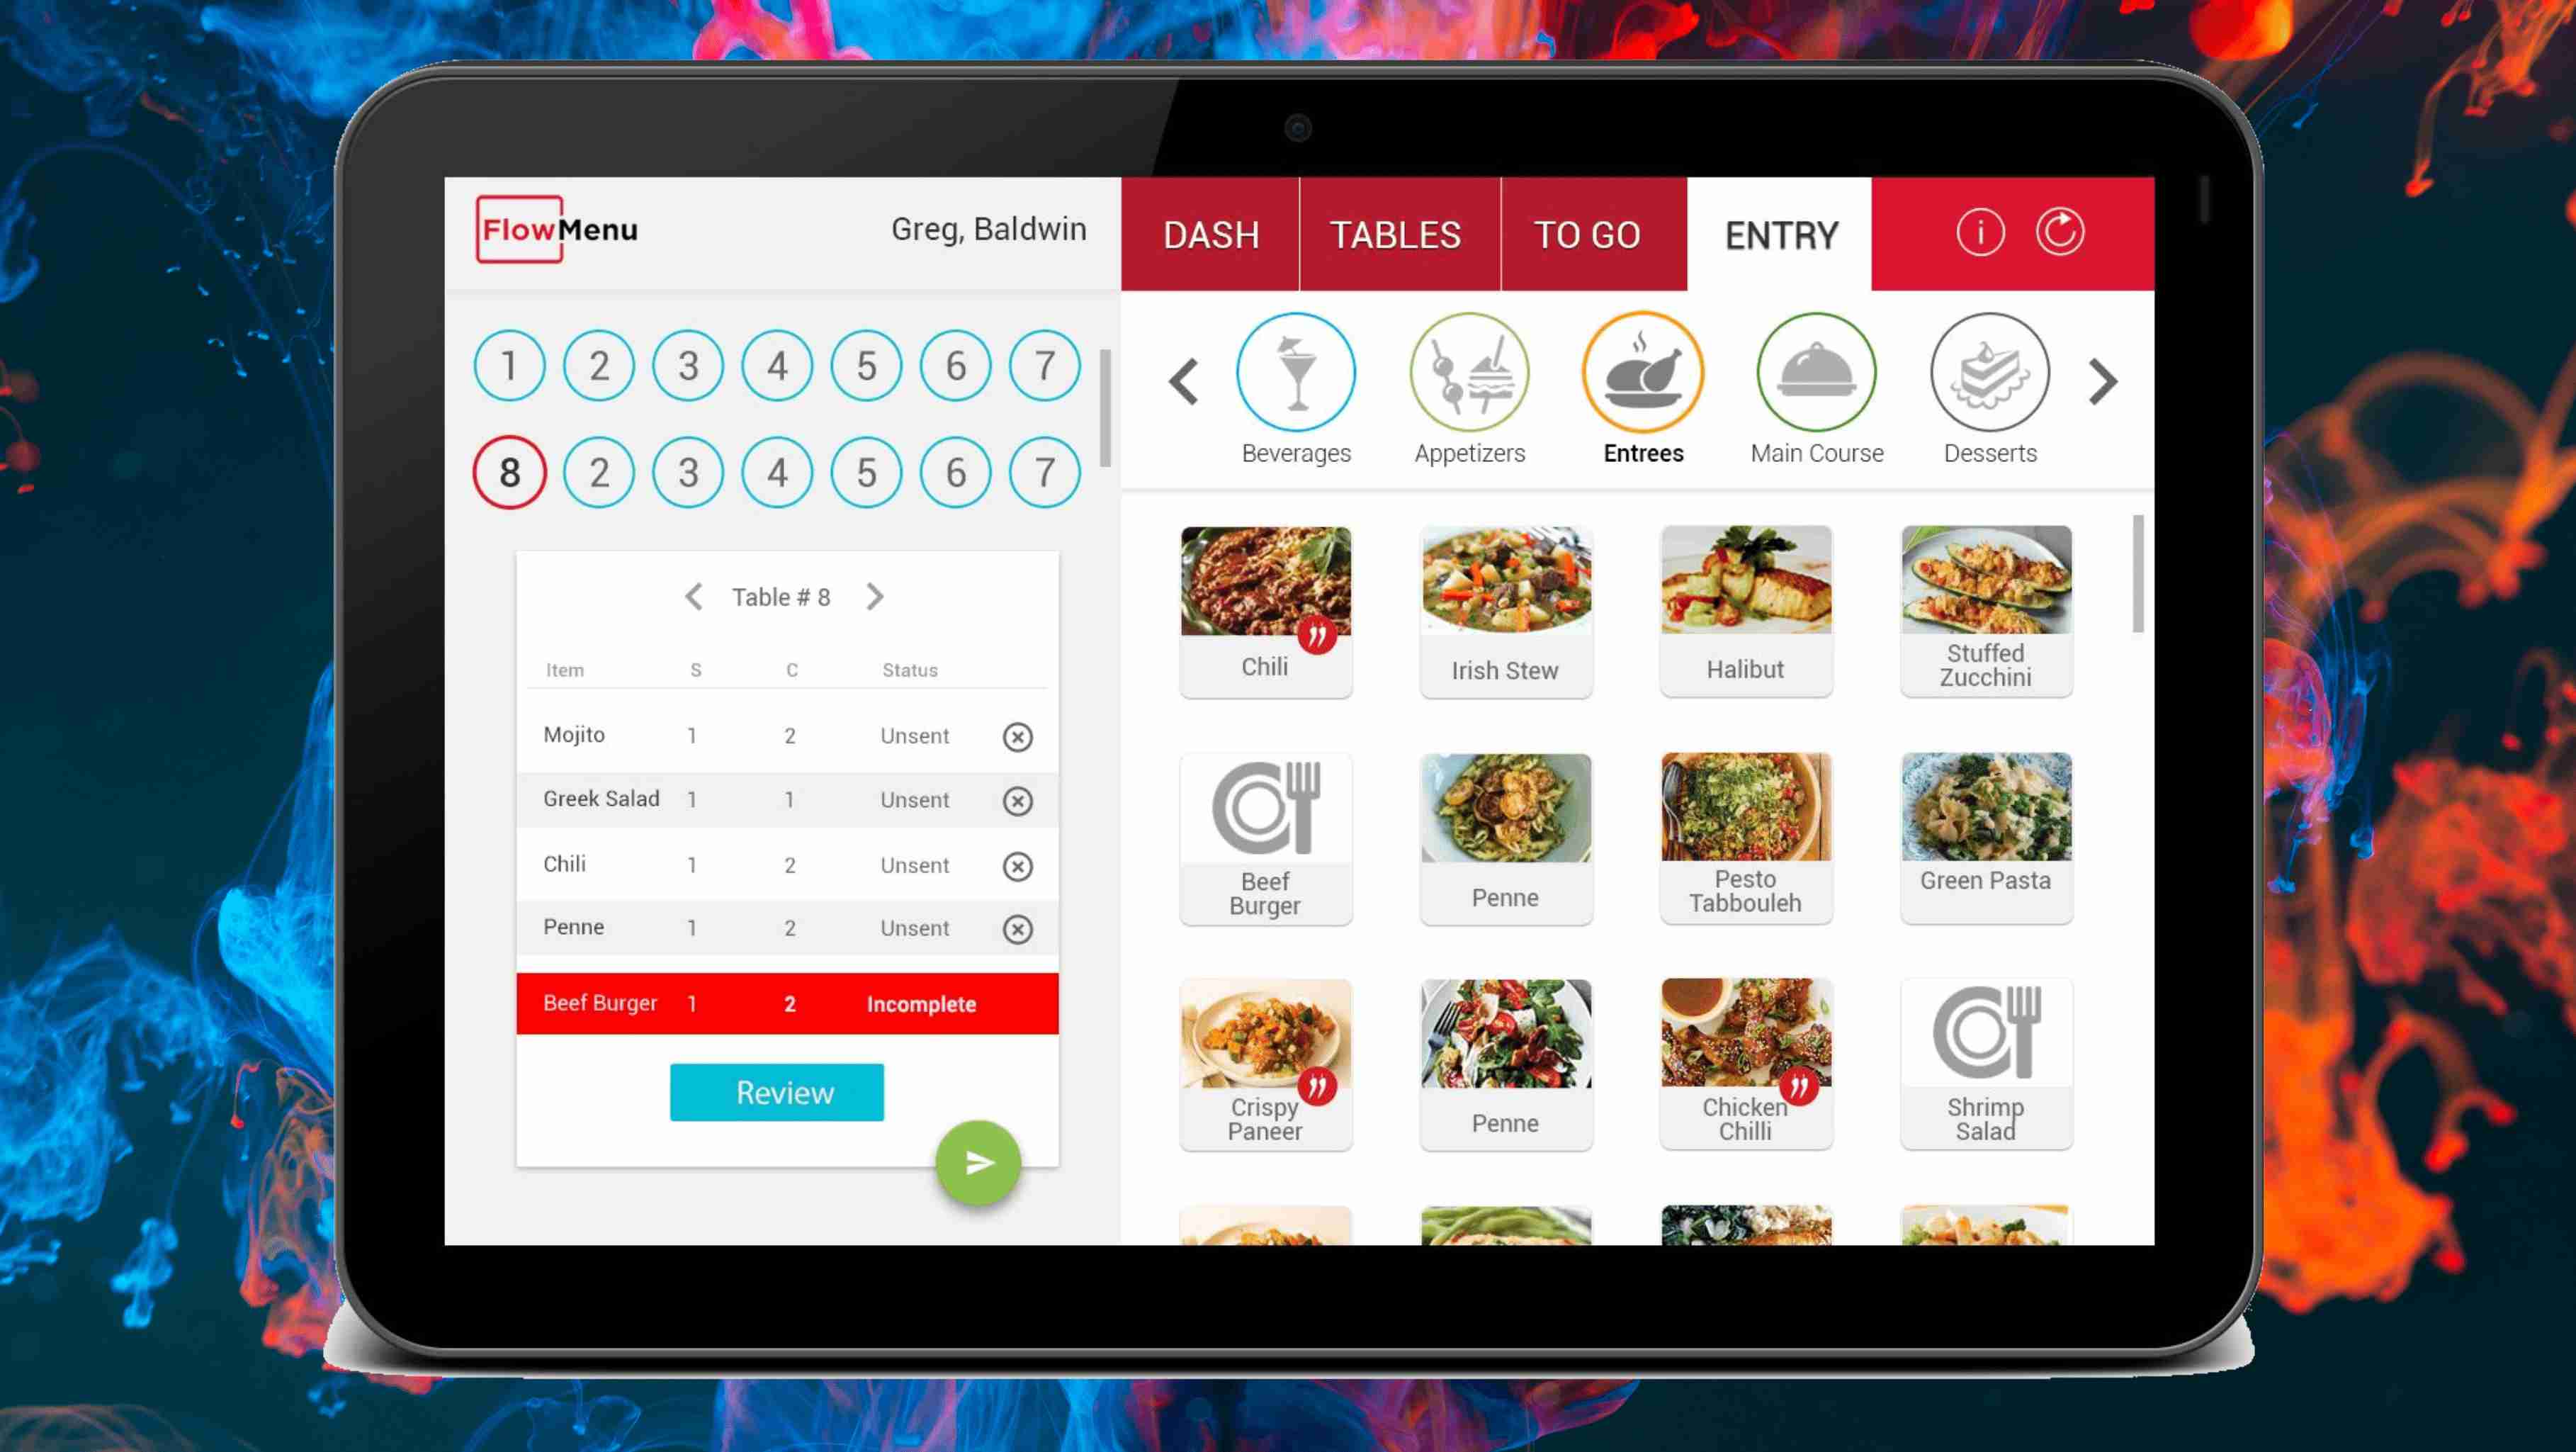 FlowMenu
Greg, Baldwin
DASH
TABLES
TO GO
ENTRY
i
1 2 3 4 5 6 7
8 2 3 4 5 6 7
Beverages
Appetizers
Entrees
Main Course
Desserts
Table # 8
Item S C Status
Mojito 1 2 Unsent
Greek Salad 1 1 Unsent
Chili 1 2 Unsent
Penne 1 2 Unsent
Beef Burger 1 2 Incomplete
Review
Chili
Irish Stew
Halibut
Stuffed
Zucchini
Beef
Burger
Penne
Pesto
Tabbouleh
Green Pasta
Crispy
Paneer
Penne
Chicken
Chilli
Shrimp
Salad